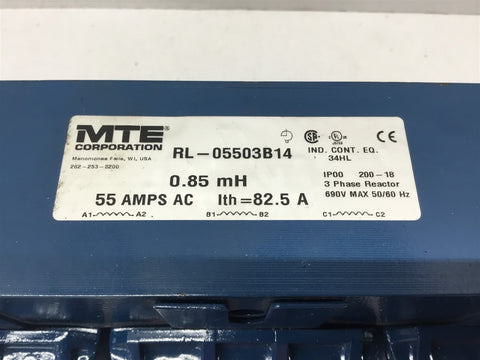 MTE®
CORPORATION
Menomonee Falls, WI, USA
262-253-8200
RL-05503B14
IND. CONT. EQ.
34HL
0.85 mH
55 AMPS AC Ith=82.5 A
IP00 200-18
3 Phase Reactor
690V MAX 50/60 Hz
A1 A2 B1 B2 C1 C2